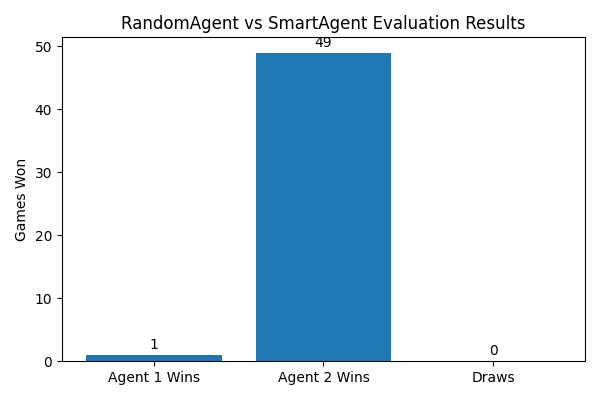 RandomAgent vs SmartAgent Evaluation Results
Games Won
50
40
30
20
10
0
1
49
0
Agent 1 Wins
Agent 2 Wins
Draws